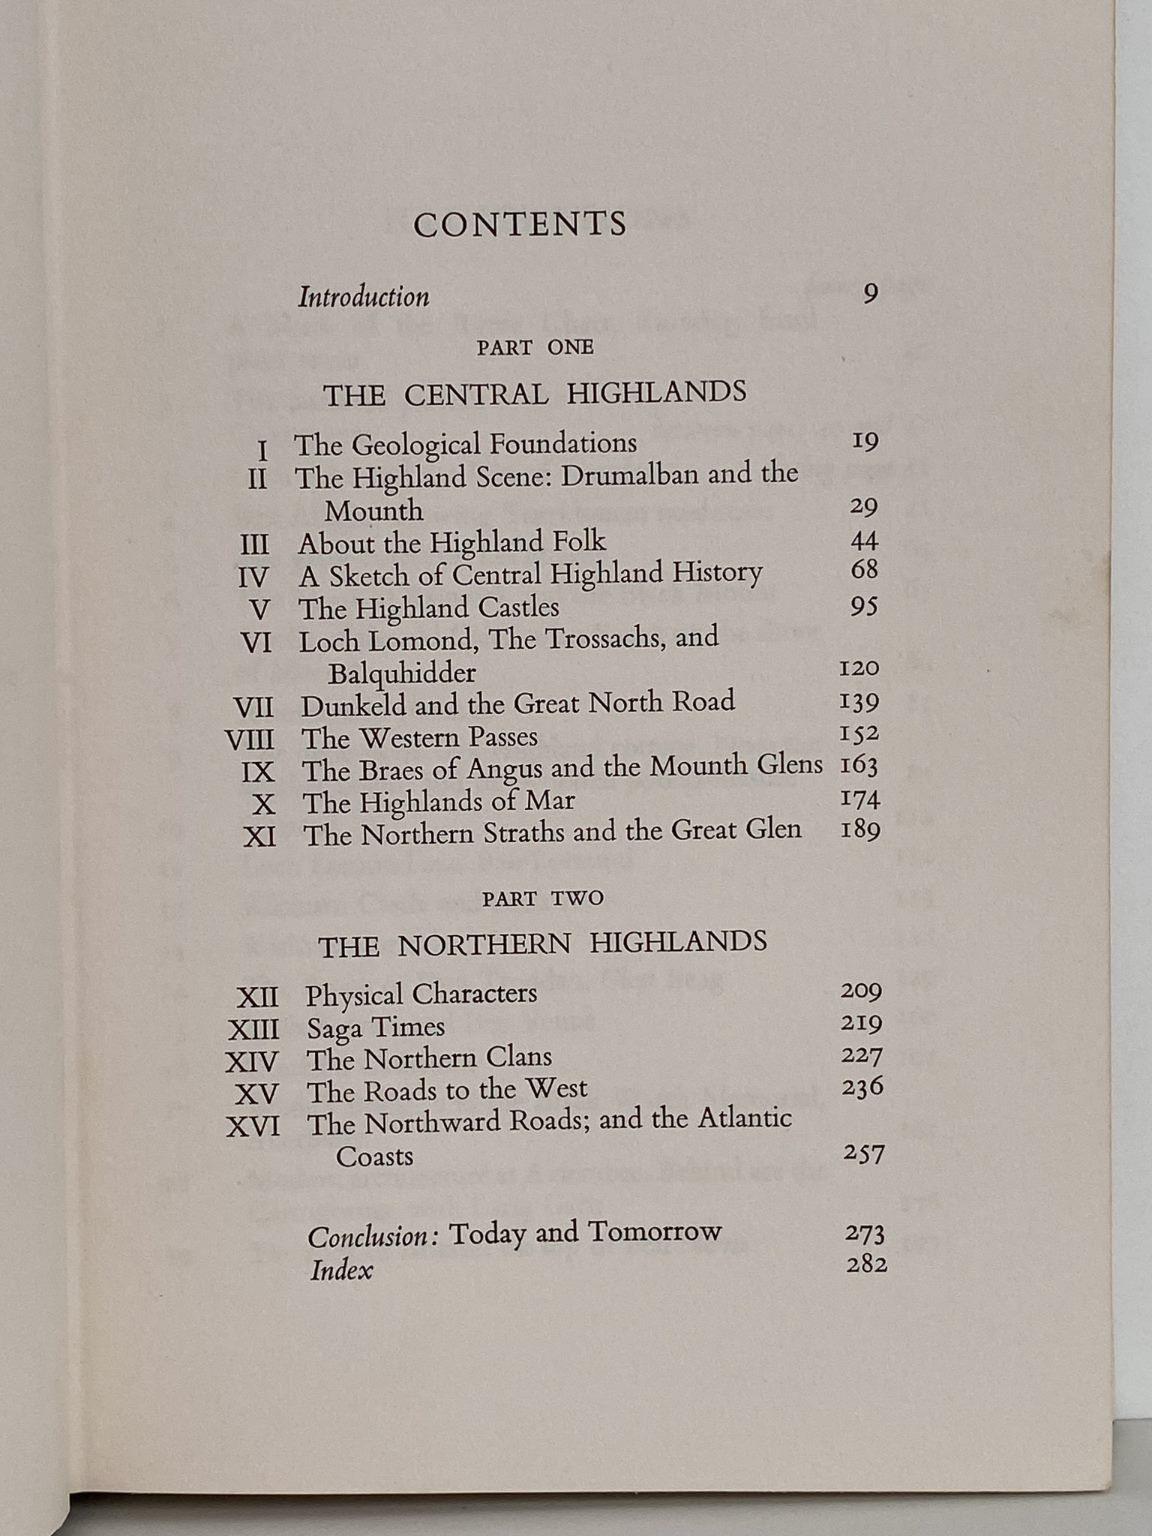 CONTENTS
Introduction 9
PART ONE
THE CENTRAL HIGHLANDS
I The Geological Foundations 19
II The Highland Scene: Drumalban and the
Mounth 29
III About the Highland Folk 44
IV A Sketch of Central Highland History 68
V The Highland Castles 95
VI Loch Lomond, The Trossachs, and
Balquhidder 120
VII Dunkeld and the Great North Road 139
VIII The Western Passes 152
IX The Braes of Angus and the Mounth Glens 163
X The Highlands of Mar 174
XI The Northern Straths and the Great Glen 189
PART TWO
THE NORTHERN HIGHLANDS
XII Physical Characters 209
XIII Saga Times 219
XIV The Northern Clans 227
XV The Roads to the West 236
XVI The Northward Roads; and the Atlantic
Coasts 257
Conclusion: Today and Tomorrow 273
Index 282